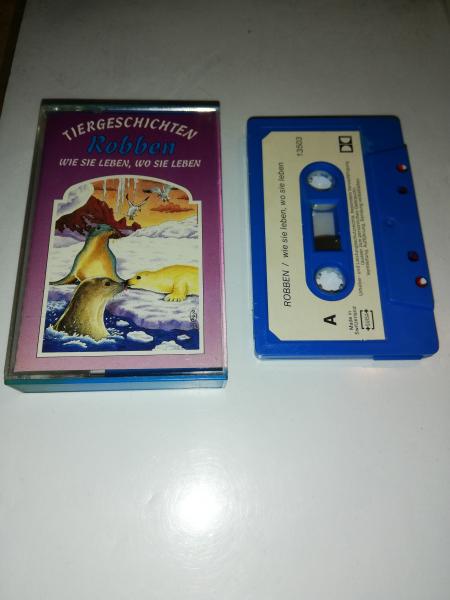 TIERGESCHICHTEN
Robben
WIE SIE LEBEN, WO SIE LEBEN
ROBBEN / wie sie leben, wo sie leben
13503
A
Made in
Switzerland